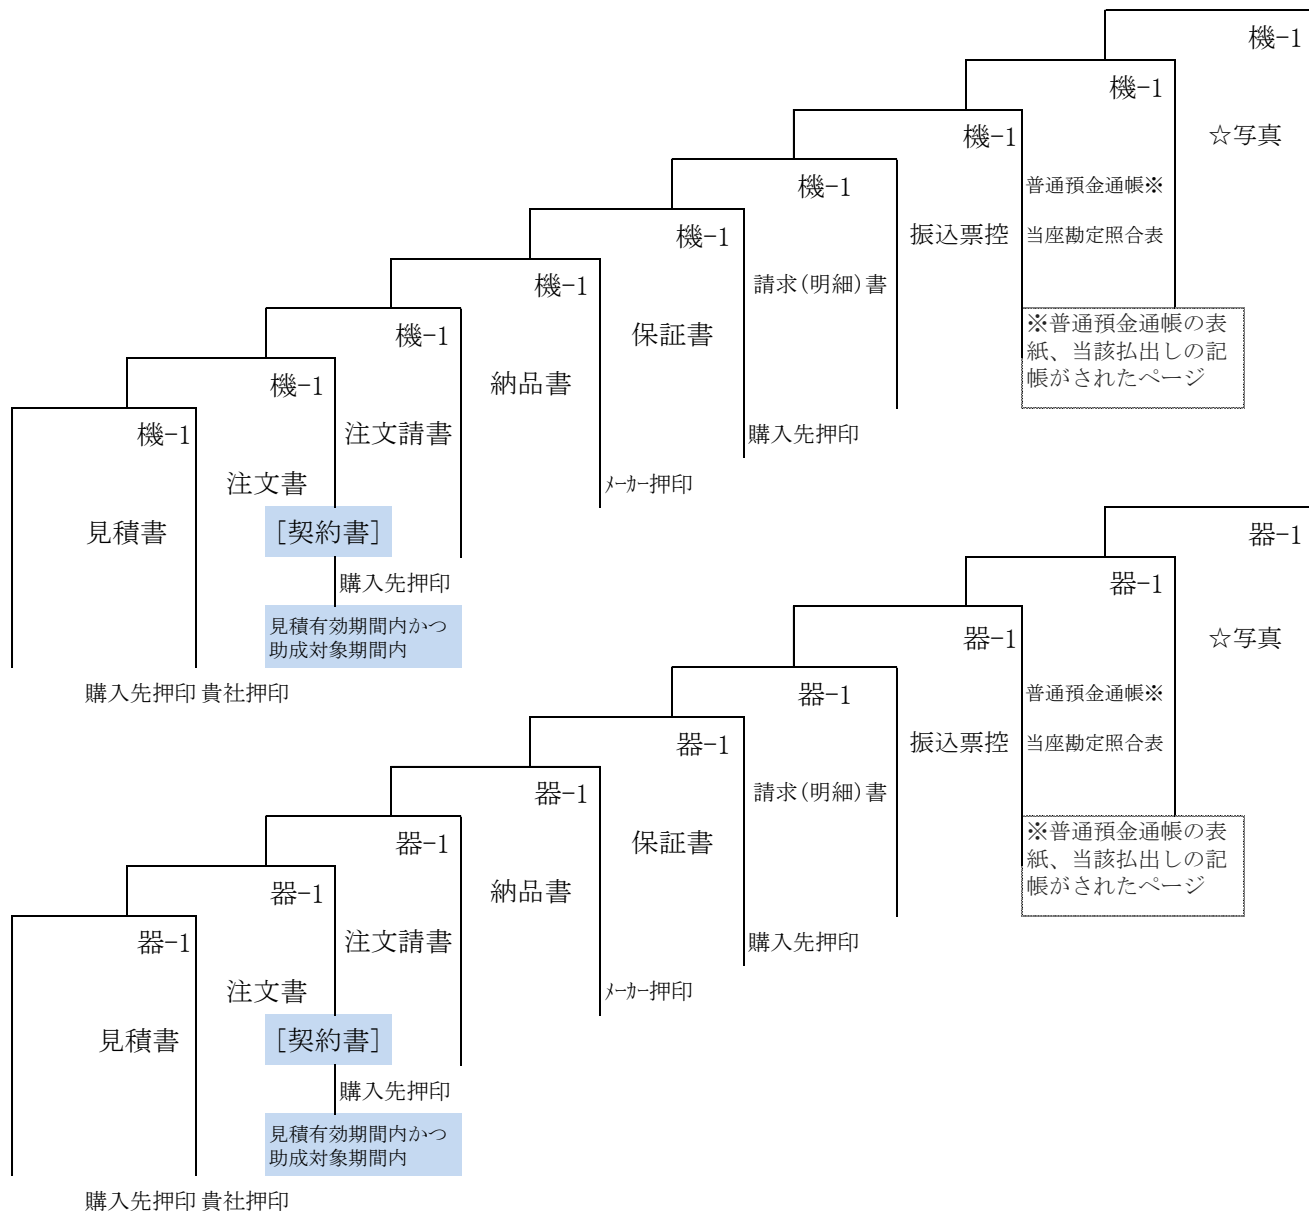 機-1
機-1
☆写真
機-1
普通預金通帳※
当座勘定照合表
※普通預金通帳の表
紙、当該払出しの記
帳がされたページ
機-1
振込票控
機-1
請求(明細)書
購入先押印
機-1
保証書
ﾒｰｶｰ押印
機-1
納品書
機-1
注文請書
購入先押印
機-1
注文書
[契約書]
見積有効期間内かつ
助成対象期間内
見積書
購入先押印
貴社押印
器-1
器-1
☆写真
器-1
普通預金通帳※
当座勘定照合表
※普通預金通帳の表
紙、当該払出しの記
帳がされたページ
器-1
振込票控
器-1
請求(明細)書
購入先押印
器-1
保証書
ﾒｰｶｰ押印
器-1
納品書
器-1
注文請書
購入先押印
器-1
注文書
[契約書]
見積有効期間内かつ
助成対象期間内
見積書
購入先押印
貴社押印